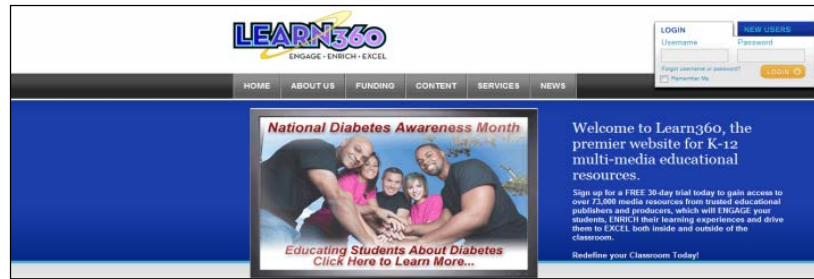 LEARN360
ENGAGE • ENRICH • EXCEL
LOGIN
NEW USERS
Username
Password
Forgot username or password?
LOGIN
Remember Me
HOME
ABOUT US
FUNDING
CONTENT
SERVICES
NEWS
National Diabetes Awareness Month
Educating Students About Diabetes
Click Here to Learn More...
Welcome to Learn360, the
premier website for K-12
multi-media educational
resources.
Sign up for a FREE 30-day trial today to gain access to
over 73,000 media resources from trusted educational
publishers and producers, which will ENGAGE your
students, ENRICH their learning experiences and drive
them to EXCEL both inside and outside of the
classroom.
Redefine your Classroom Today!